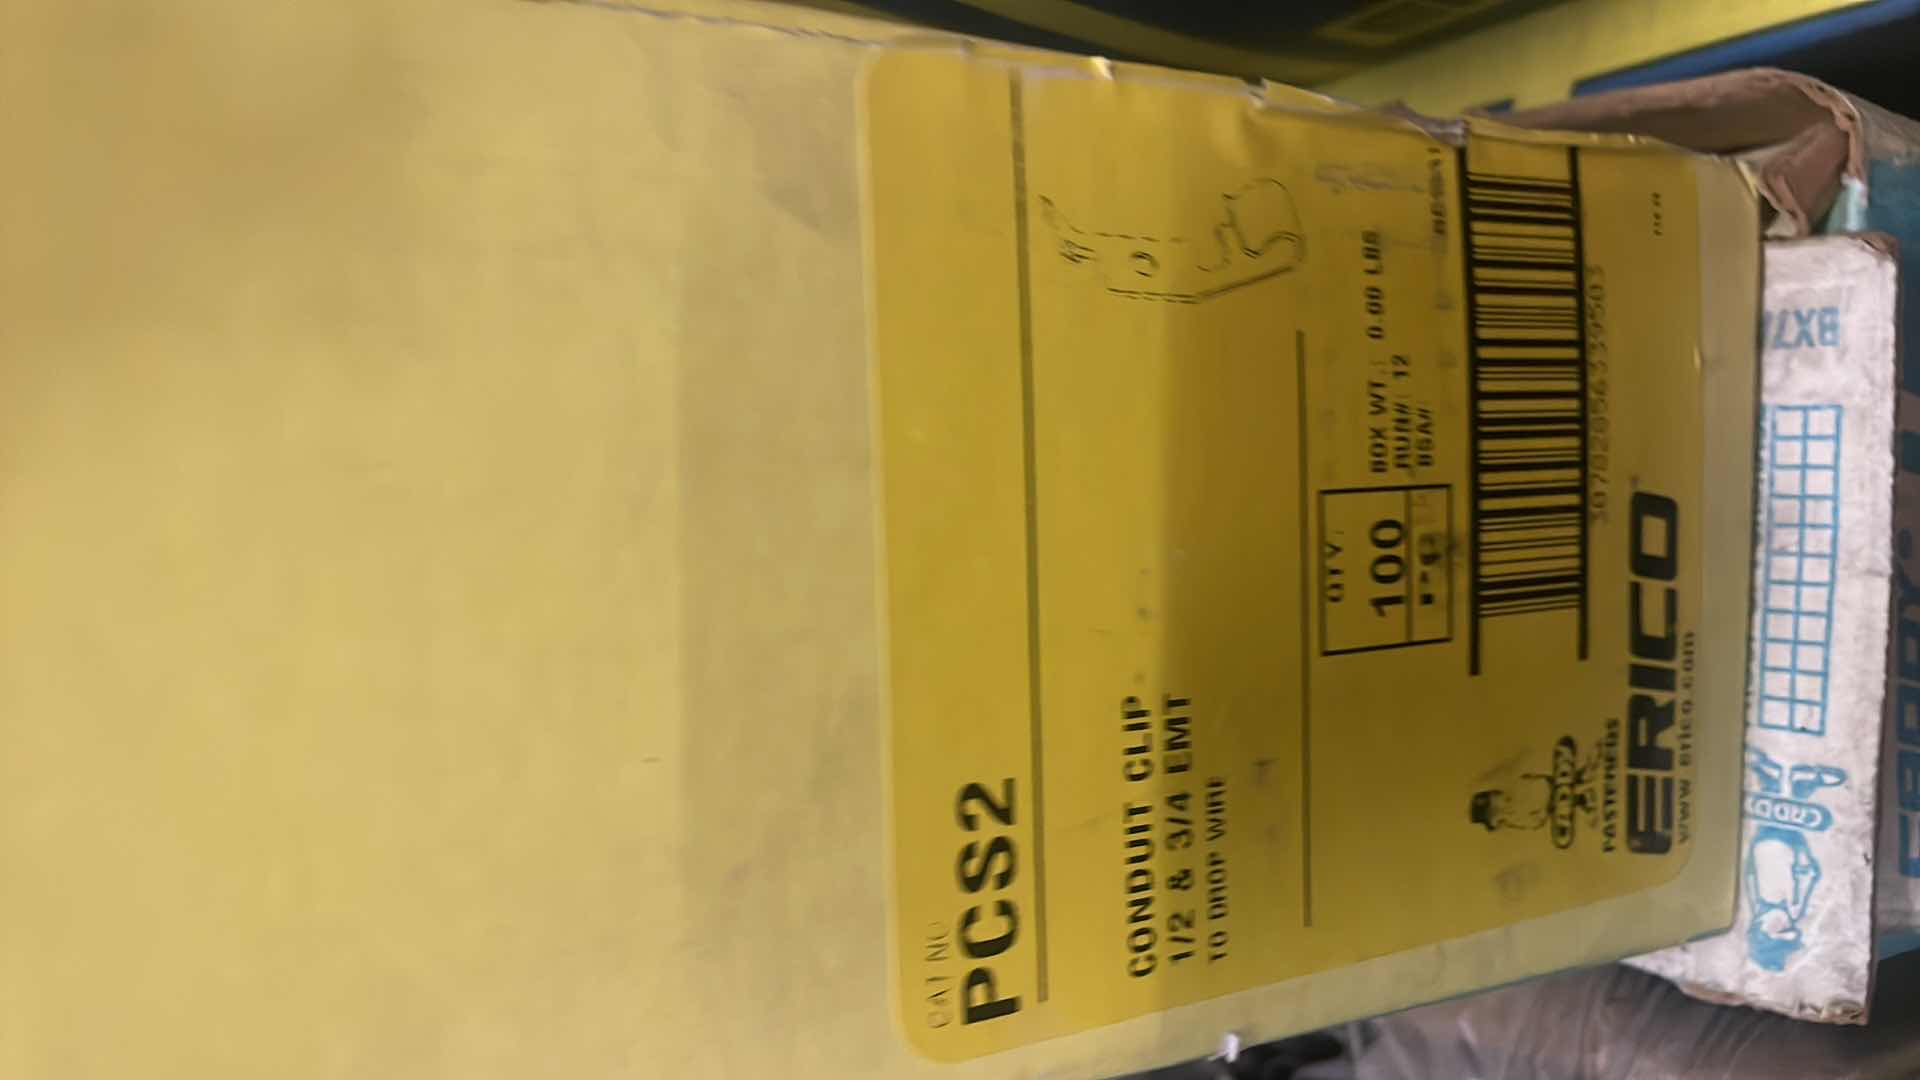 CAT NO
PCS2
CONDUIT CLIP
1/2 & 3/4 EMT
TO DROP WIRE
QTY:
100
BOX WT.: 0.00 LBS
RUN#: 12
BSA#:
CADDY
FASTENERS
ERICO
www.erico.com
CADDY